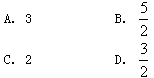 A. 3 B. 5/2
C. 2 D. 3/2